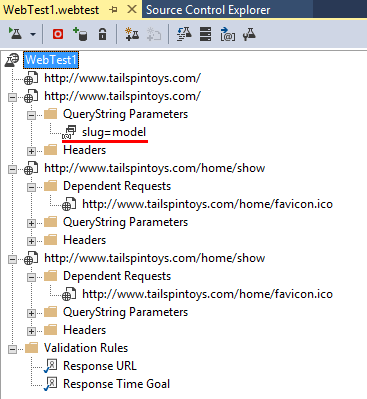 WebTest1.webtest Source Control Explorer
WebTest1
http://www.tailspintoys.com/
http://www.tailspintoys.com/
QueryString Parameters
slug=model
Headers
http://www.tailspintoys.com/home/show
Dependent Requests
http://www.tailspintoys.com/home/favicon.ico
QueryString Parameters
Headers
http://www.tailspintoys.com/home/show
Dependent Requests
http://www.tailspintoys.com/home/favicon.ico
QueryString Parameters
Headers
Validation Rules
Response URL
Response Time Goal